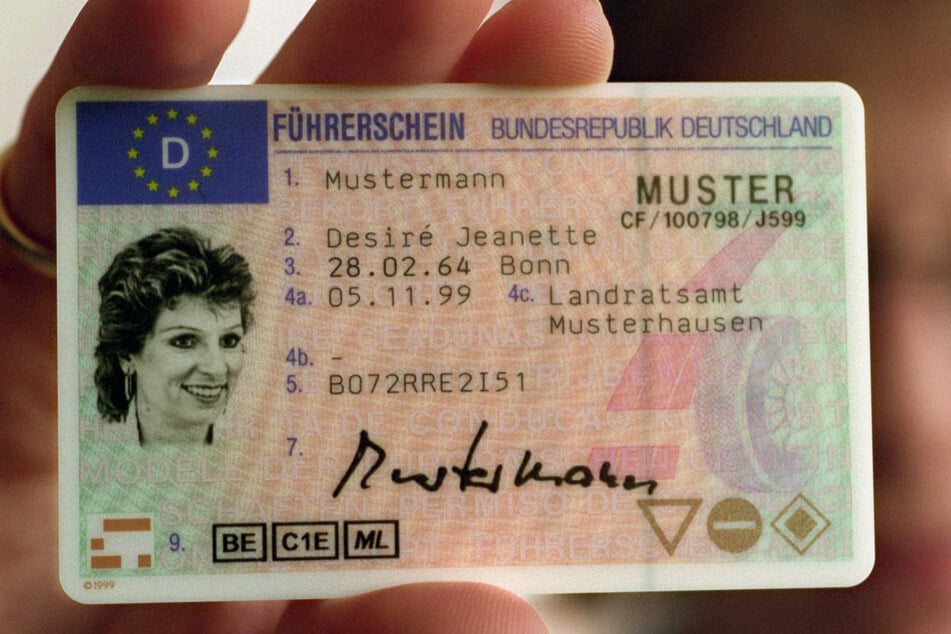 D
FÜHRERSCHEIN BUNDESREPUBLIK DEUTSCHLAND
1. Mustermann
MUSTER
CF/100798/J599
2. Desiré Jeanette
3. 28.02.64 Bonn
4a. 05.11.99 4c. Landratsamt
Musterhausen
4b. –
5. B072RRE2I51
7. Mustermann
9. BE C1E ML
©1999